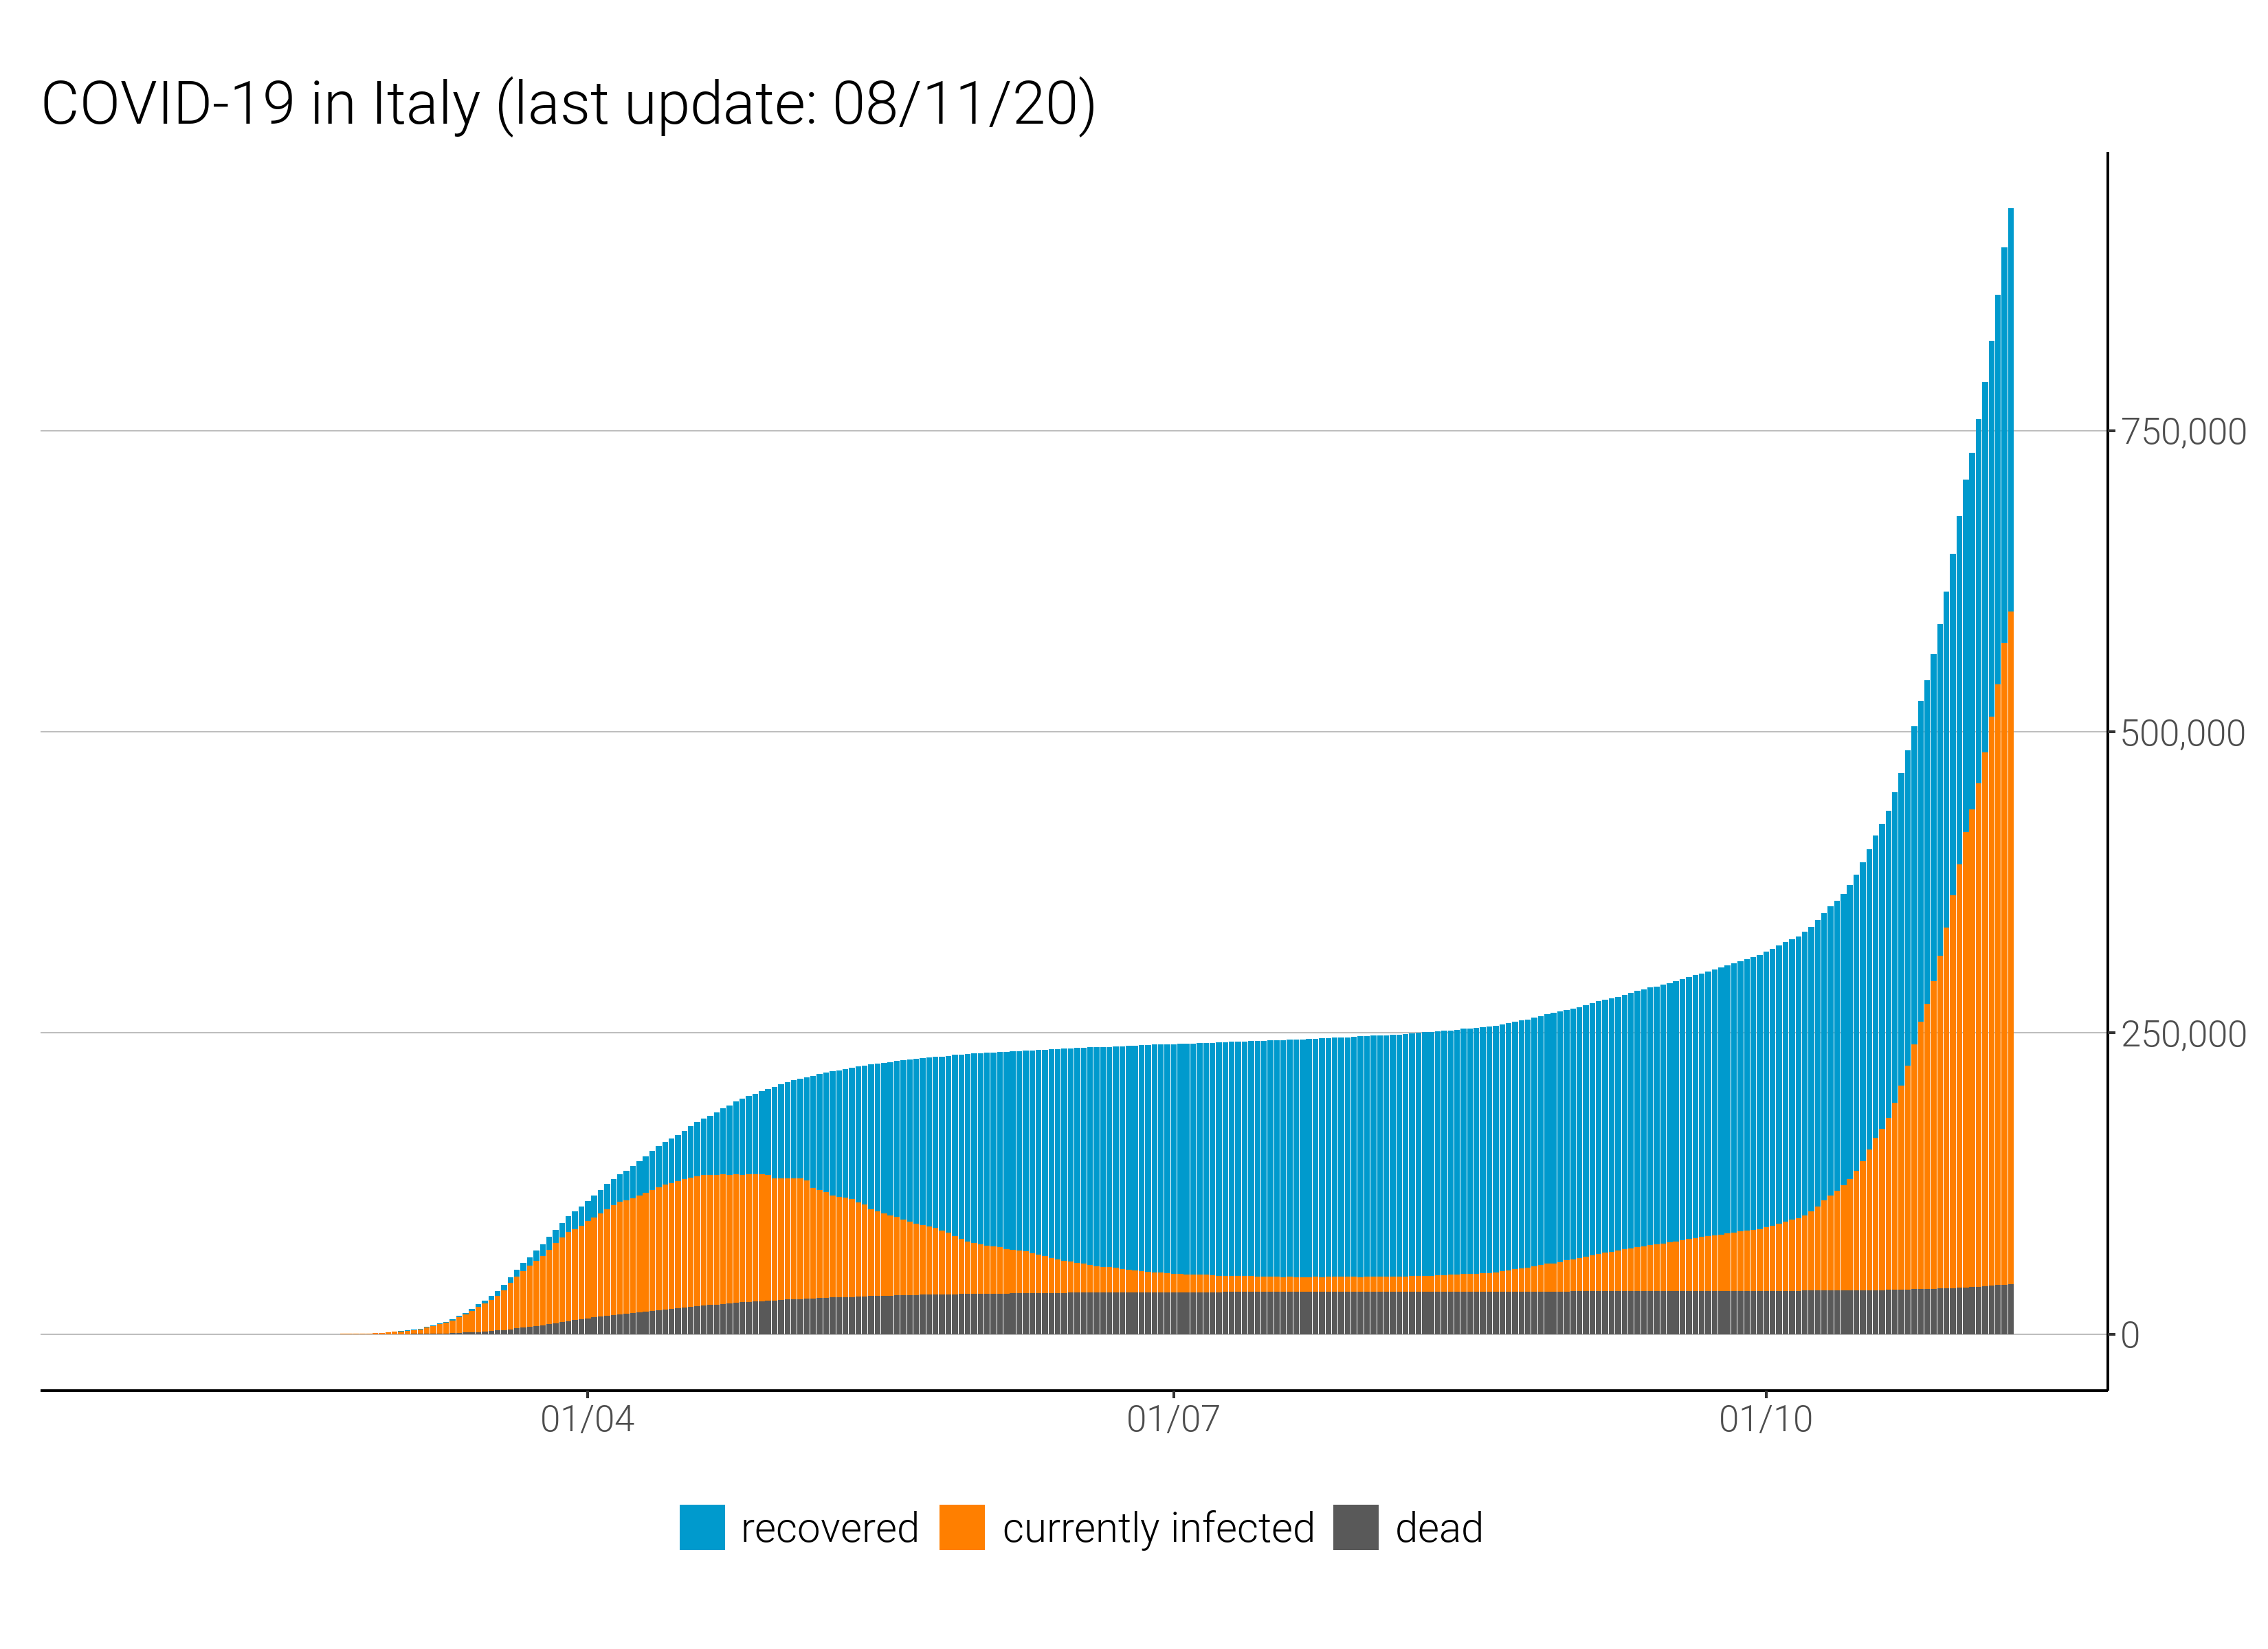 COVID-19 in Italy (last update: 08/11/20)
750,000
500,000
250,000
0
01/04 01/07 01/10
recovered currently infected dead